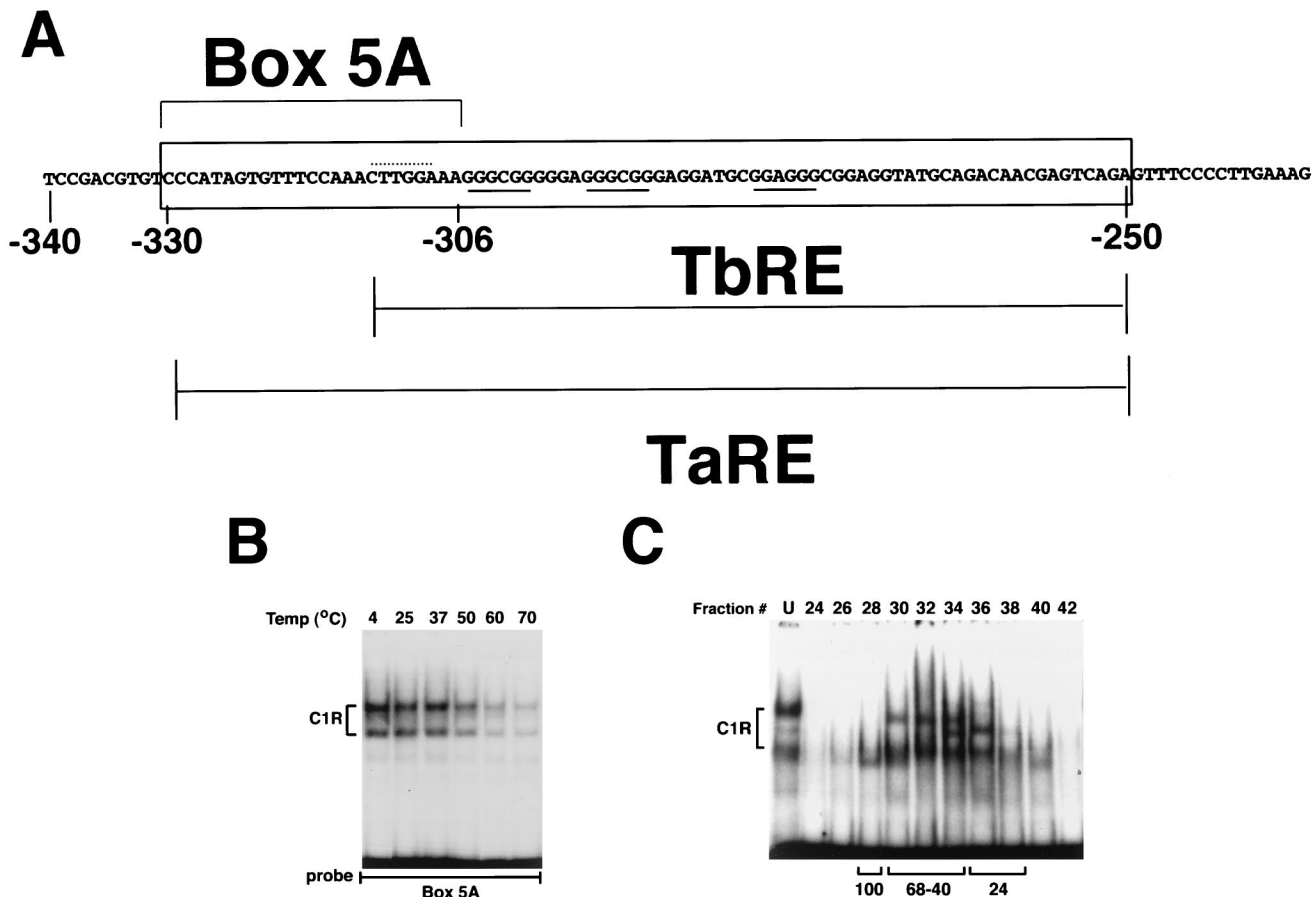 A
Box 5A
TCCGACGTGTCCCATAGTGTTTCCAAACTTGGAAAGGGCGGGGGAGGGCGGGAGGATGCGGAGGGCGGAGGTATGCAGACAACGAGTCAGAGTTTCCCCTTGAAAG
-340 -330 -306 -250
TbRE
TaRE
B
Temp (°C) 4 25 37 50 60 70
C1R
probe
Box 5A
C
Fraction # U 24 26 28 30 32 34 36 38 40 42
C1R
100 68-40 24